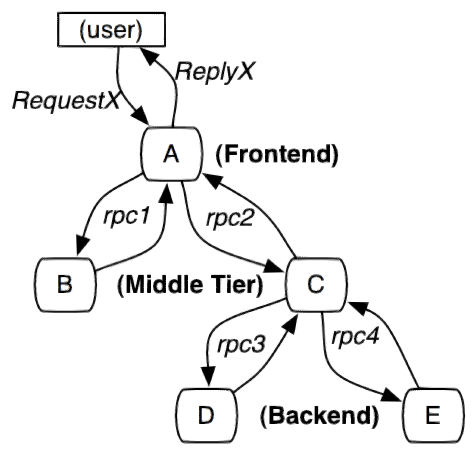 (user)
ReplyX
RequestX
A
(Frontend)
rpc1
rpc2
B
(Middle Tier)
C
rpc3
rpc4
D
(Backend)
E